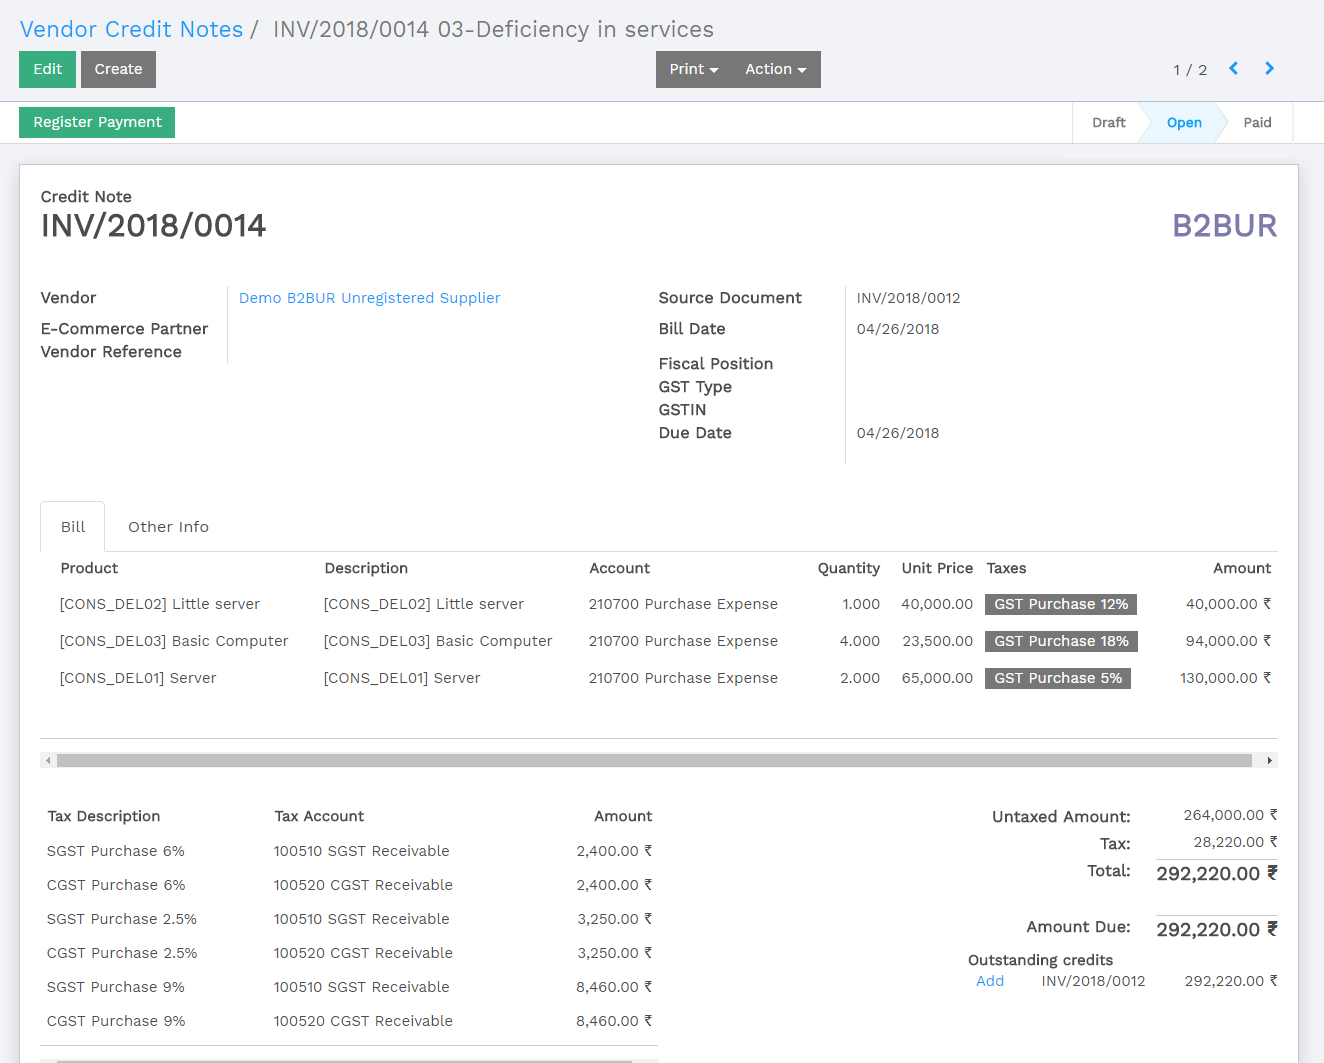 Vendor Credit Notes / INV/2018/0014 03-Deficiency in services
Edit Create Print Action 1 / 2
Register Payment Draft Open Paid
Credit Note
INV/2018/0014 B2BUR
Vendor Demo B2BUR Unregistered Supplier Source Document INV/2018/0012
E-Commerce Partner Bill Date 04/26/2018
Vendor Reference
Fiscal Position
GST Type
GSTIN
Due Date 04/26/2018
Bill Other Info
Product Description Account Quantity Unit Price Taxes Amount
[CONS_DEL02] Little server [CONS_DEL02] Little server 210700 Purchase Expense 1.000 40,000.00 GST Purchase 12% 40,000.00 ₹
[CONS_DEL03] Basic Computer [CONS_DEL03] Basic Computer 210700 Purchase Expense 4.000 23,500.00 GST Purchase 18% 94,000.00 ₹
[CONS_DEL01] Server [CONS_DEL01] Server 210700 Purchase Expense 2.000 65,000.00 GST Purchase 5% 130,000.00 ₹
Tax Description Tax Account Amount
SGST Purchase 6% 100510 SGST Receivable 2,400.00 ₹
CGST Purchase 6% 100520 CGST Receivable 2,400.00 ₹
SGST Purchase 2.5% 100510 SGST Receivable 3,250.00 ₹
CGST Purchase 2.5% 100520 CGST Receivable 3,250.00 ₹
SGST Purchase 9% 100510 SGST Receivable 8,460.00 ₹
CGST Purchase 9% 100520 CGST Receivable 8,460.00 ₹
Untaxed Amount: 264,000.00 ₹
Tax: 28,220.00 ₹
Total: 292,220.00 ₹
Amount Due: 292,220.00 ₹
Outstanding credits
Add INV/2018/0012 292,220.00 ₹